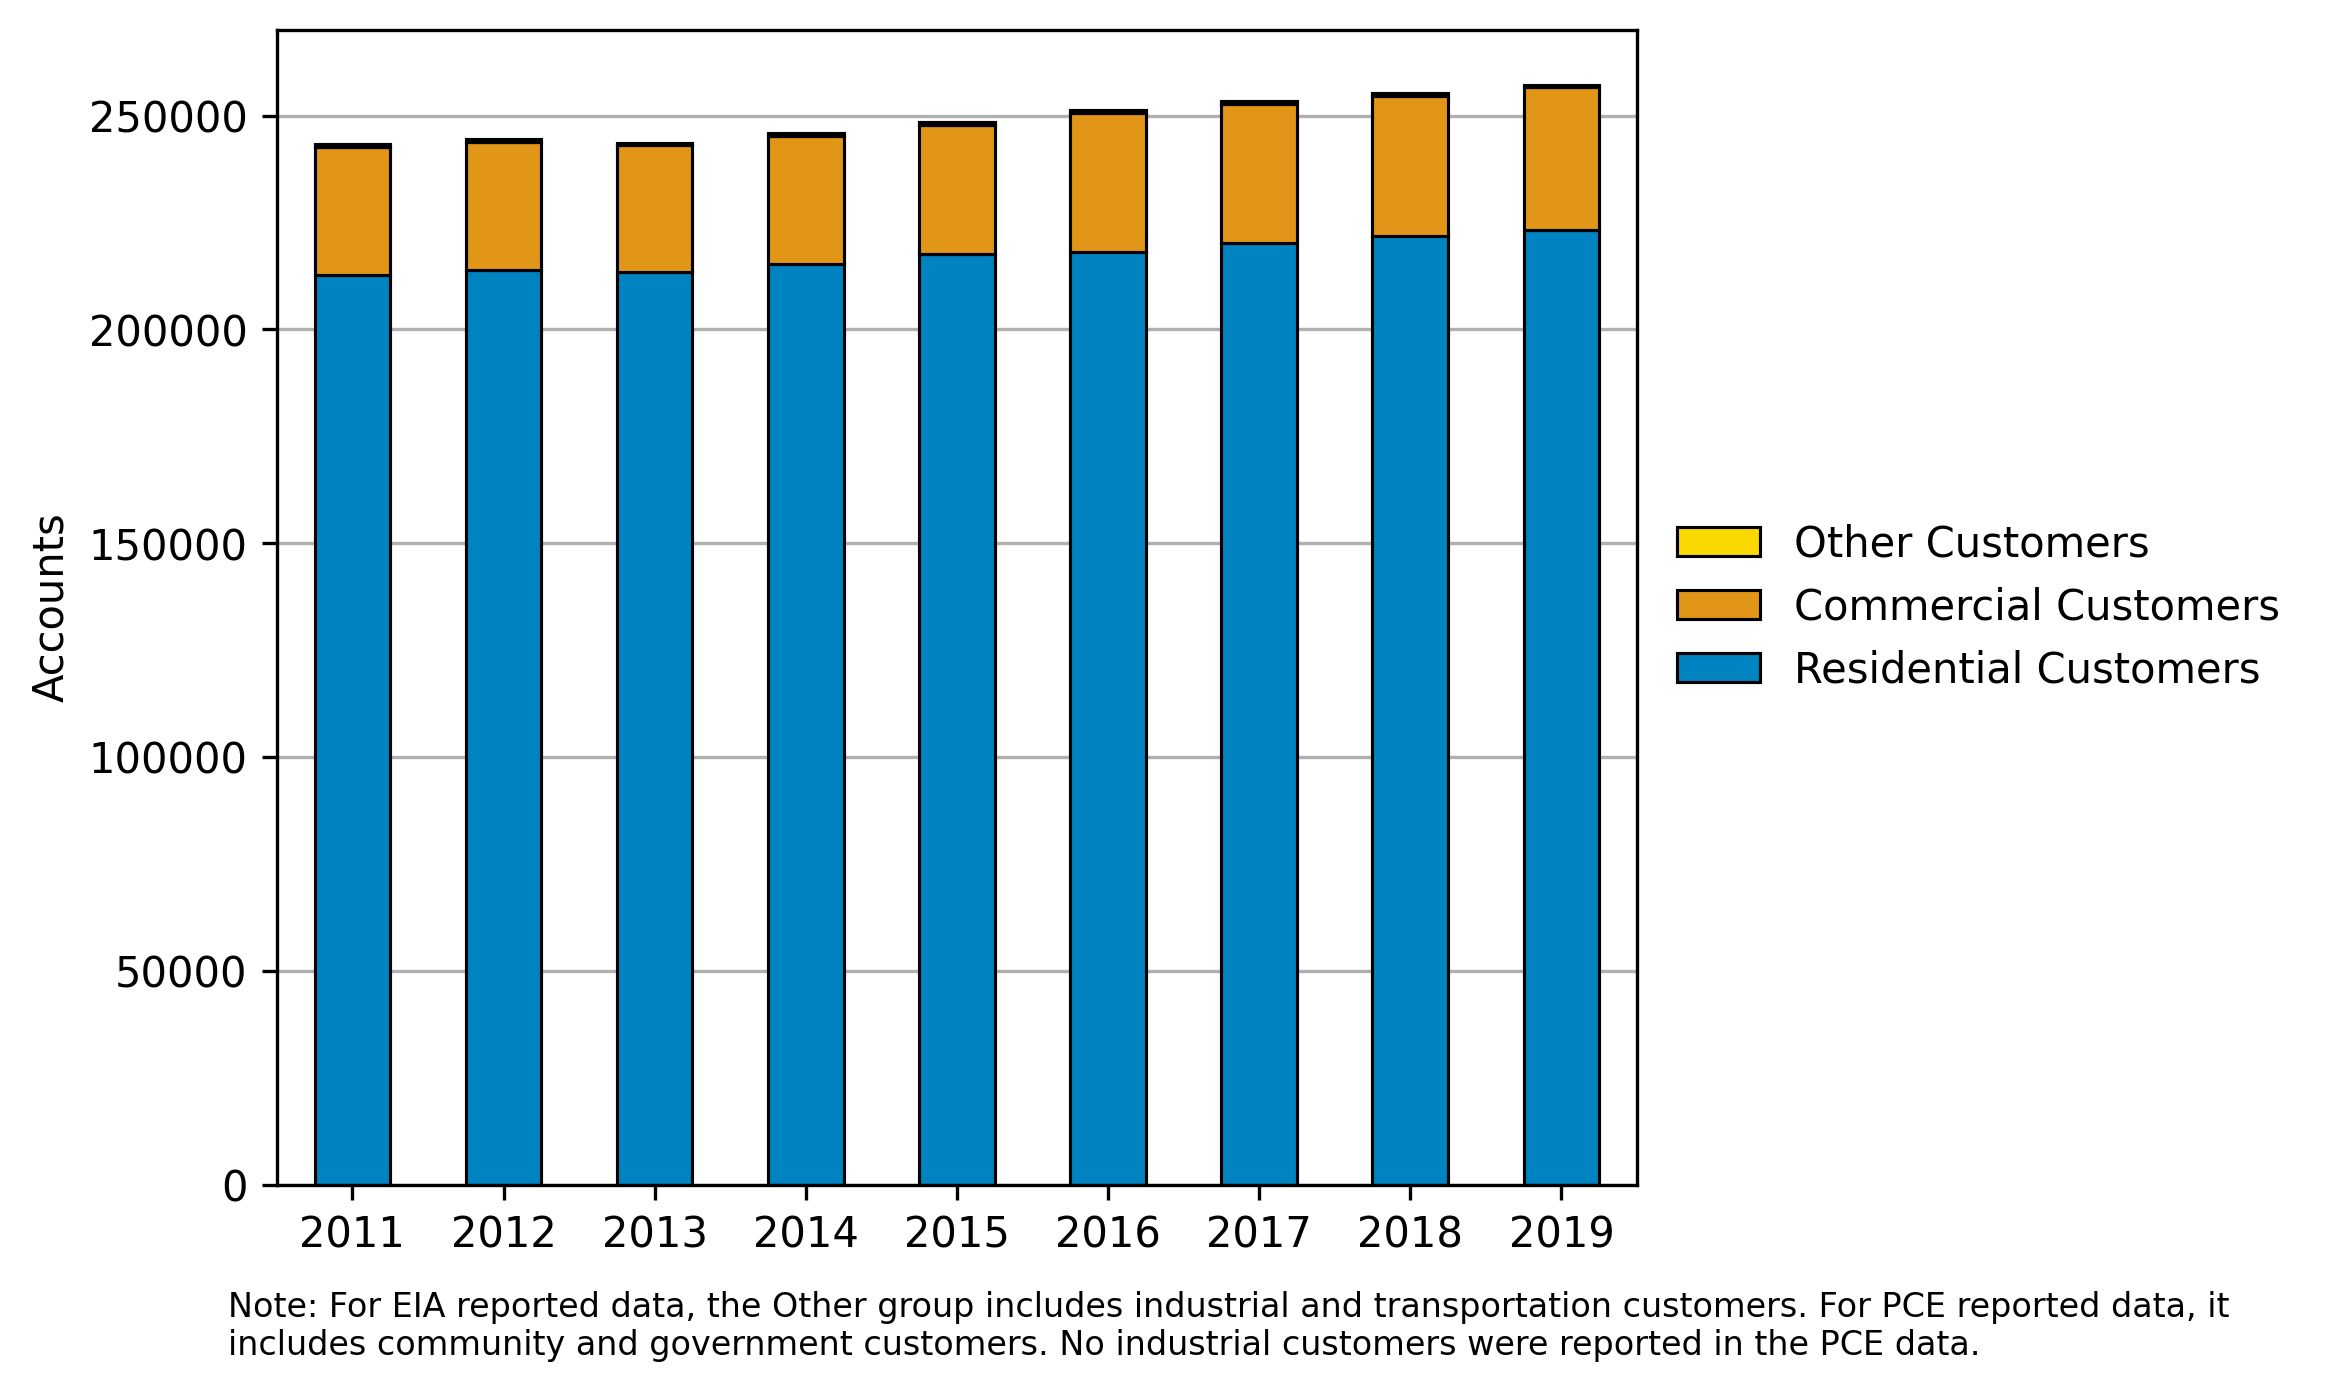 250000
200000
150000
100000
50000
0
Accounts
2011 2012 2013 2014 2015 2016 2017 2018 2019
Other Customers
Commercial Customers
Residential Customers
Note: For EIA reported data, the Other group includes industrial and transportation customers. For PCE reported data, it
includes community and government customers. No industrial customers were reported in the PCE data.